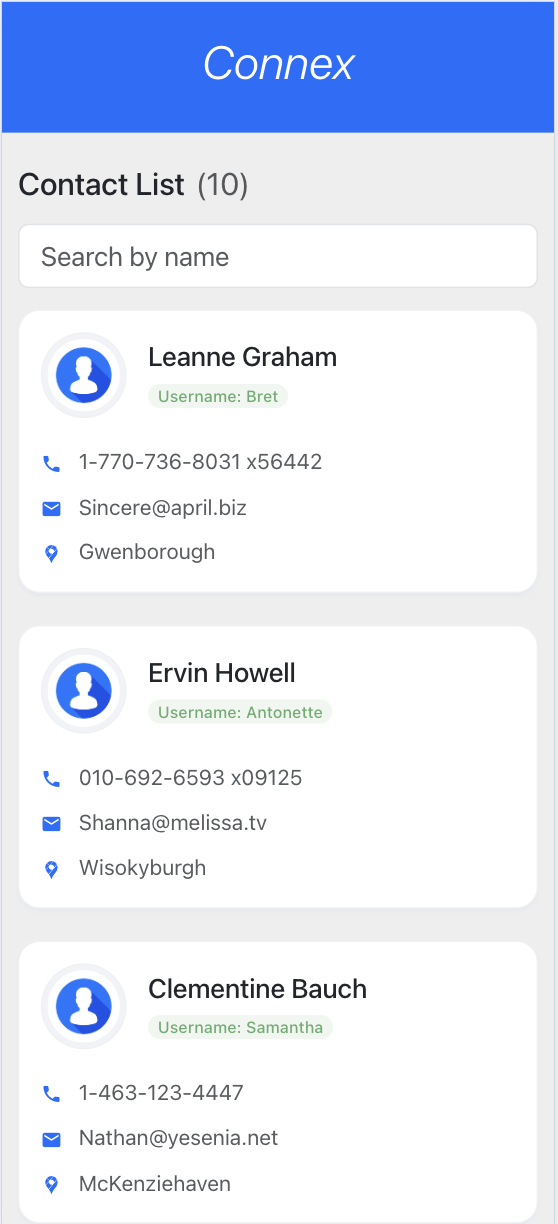 Connex
Contact List (10)
Search by name
Leanne Graham
Username: Bret
1-770-736-8031 x56442
Sincere@april.biz
Gwenborough
Ervin Howell
Username: Antonette
010-692-6593 x09125
Shanna@melissa.tv
Wisokyburgh
Clementine Bauch
Username: Samantha
1-463-123-4447
Nathan@yesenia.net
McKenziehaven